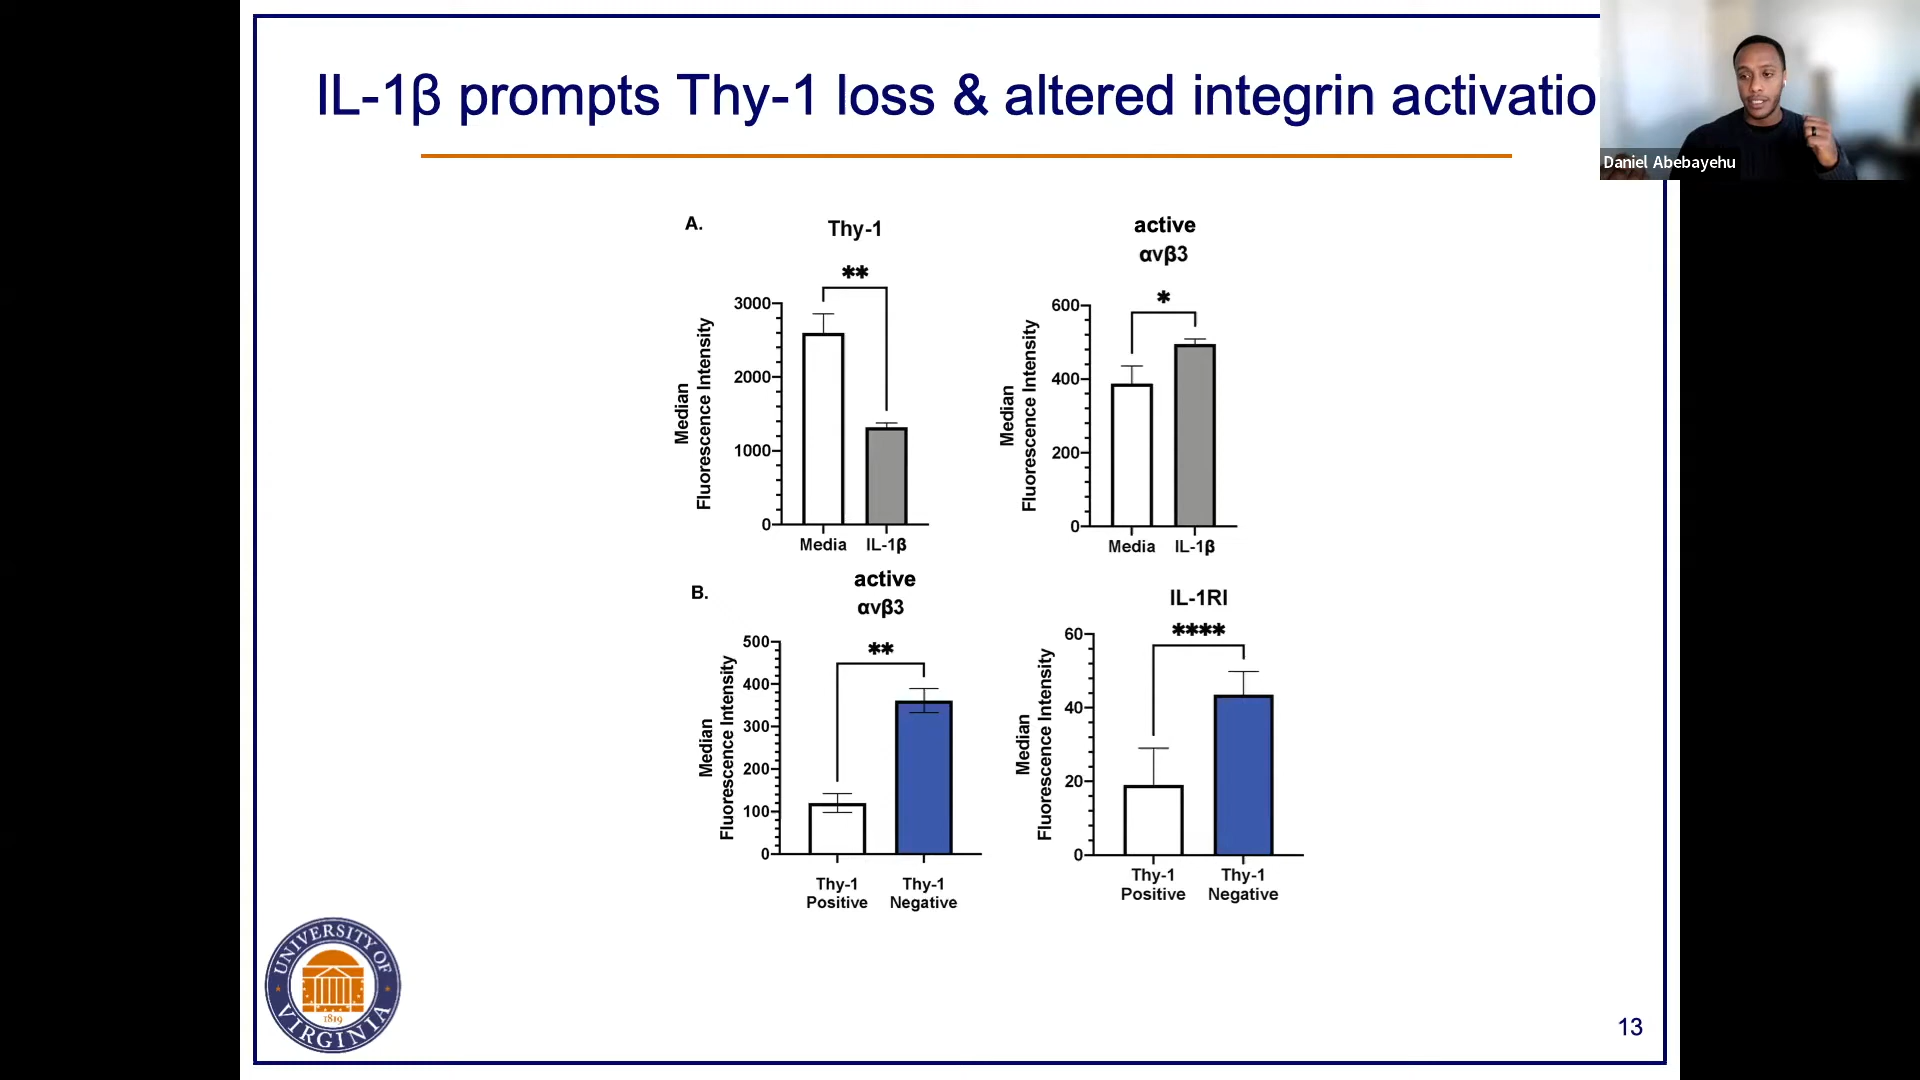 IL-1β prompts Thy-1 loss & altered integrin activatio
Daniel Abebayehu
A.
Thy-1
**
3000
2000
1000
0
Median
Fluorescence Intensity
Media IL-1β
active
αvβ3
*
600
400
200
0
Median
Fluorescence Intensity
Media IL-1β
B.
active
αvβ3
**
500
400
300
200
100
0
Median
Fluorescence Intensity
Thy-1 Thy-1
Positive Negative
IL-1RI
****
60
40
20
0
Median
Fluorescence Intensity
Thy-1 Thy-1
Positive Negative
UNIVERSITY OF
VIRGINIA
1819
13